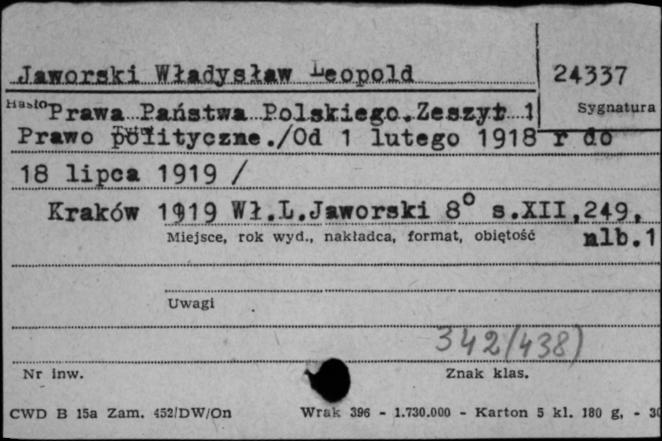 Jaworski Władysław Leopold 24337
Hasło Prawa Państwa Polskiego.Zeszyt 1 Sygnatura
Prawo polityczne./Od 1 lutego 1918 r do
18 lipca 1919 /
Kraków 1919 Wł.L.Jaworski 8° s.XII,249,
Miejsce, rok wyd., nakładca, format, objętość nlb.1
Uwagi
342(438)
Nr inw. Znak klas.
CWD B 15a Zam. 452/DW/On Wrak 396 - 1.730.000 - Karton 5 kl. 180 g, - 30